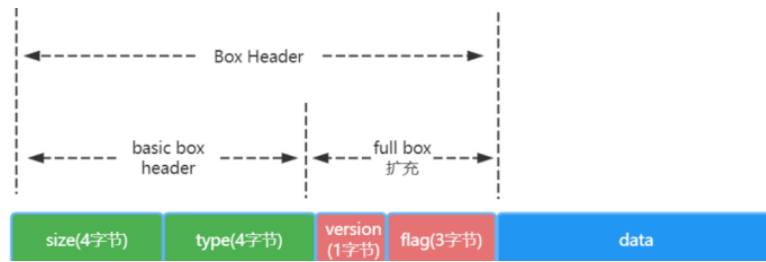 Box Header
basic box
header
full box
扩充
size(4字节)
type(4字节)
version
(1字节)
flag(3字节)
data